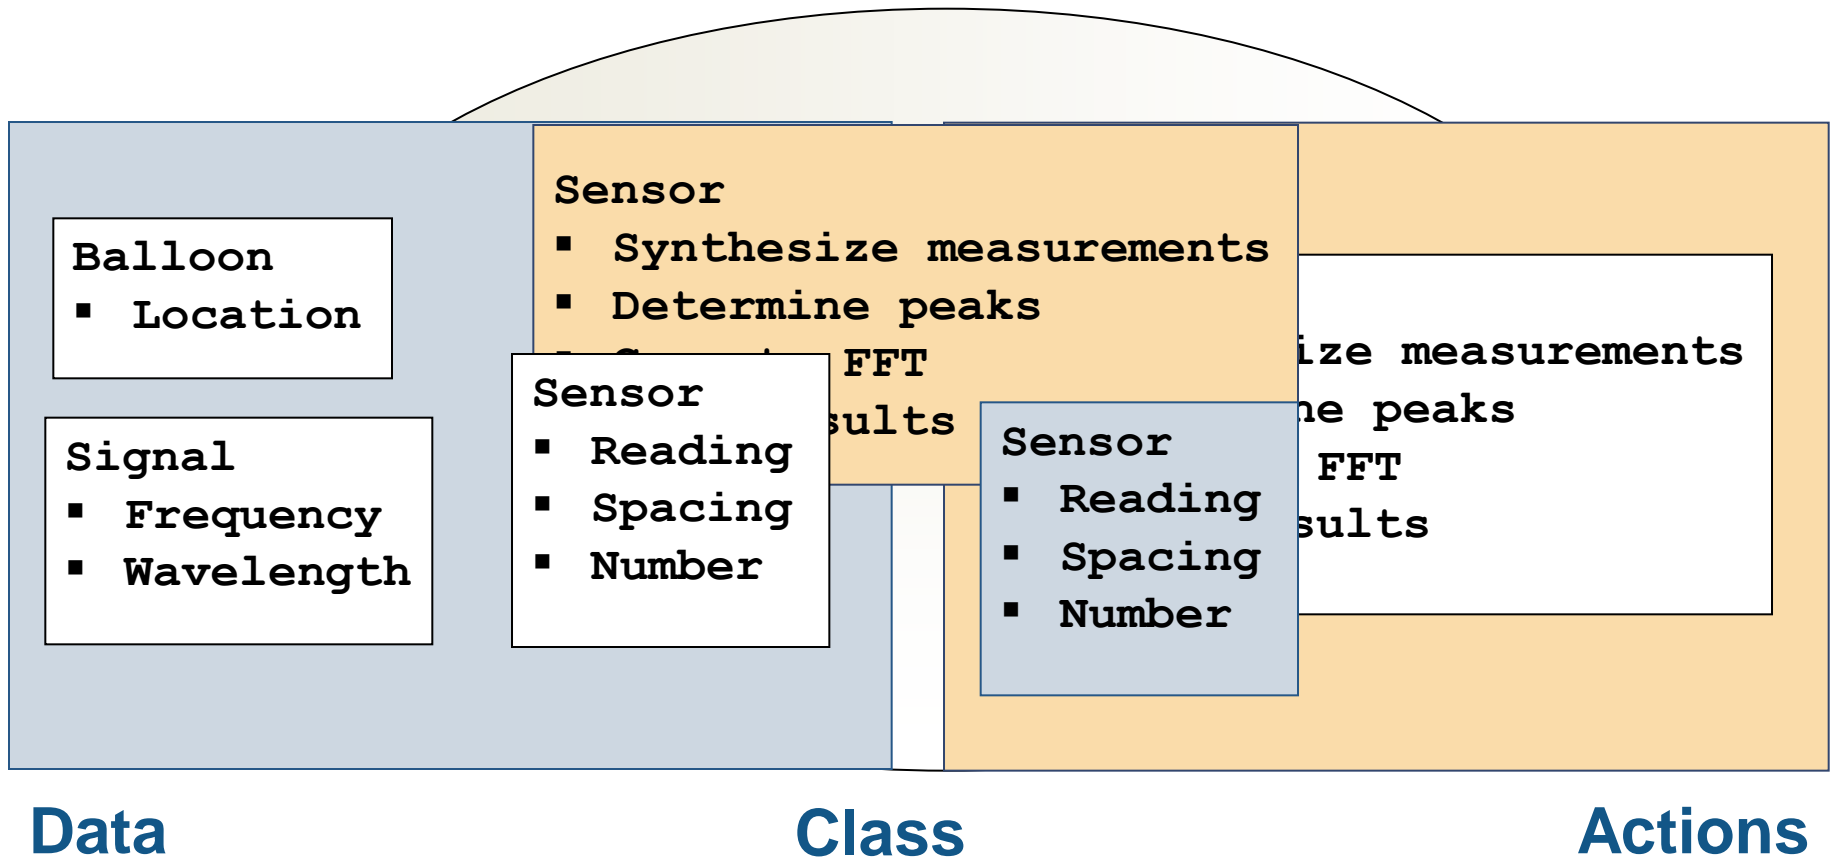 Balloon
▪ Location
Signal
▪ Frequency
▪ Wavelength
Sensor
▪ Synthesize measurements
▪ Determine peaks
FFT
sults
Sensor
▪ Reading
▪ Spacing
▪ Number
Sensor
▪ Reading
▪ Spacing
▪ Number
ize measurements
ne peaks
FFT
sults
Data
Class
Actions